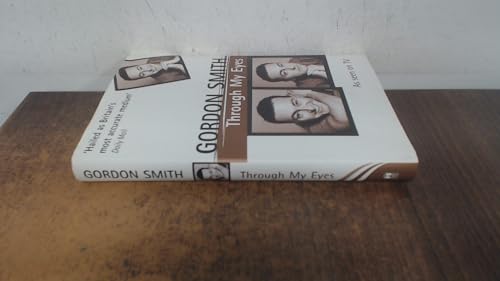 'Hailed as Britain's
most accurate medium'
Daily Mail
GORDON SMITH
Through My Eyes
As seen on TV
GORDON SMITH
Through My Eyes